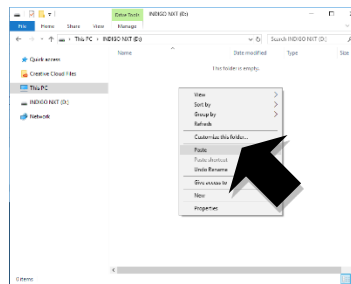 Drive Tools INDIGO NXT (D:)
File Home Share View Manage
This PC > INDIGO NXT (D:)
Search INDIGO NXT (D:)
Name Date modified Type Size
This folder is empty.
Quick access
Creative Cloud Files
This PC
INDIGO NXT (D:)
Network
View
Sort by
Group by
Refresh
Customize this folder...
Paste
Paste shortcut
Undo Rename
Give access to
New
Properties
0 items